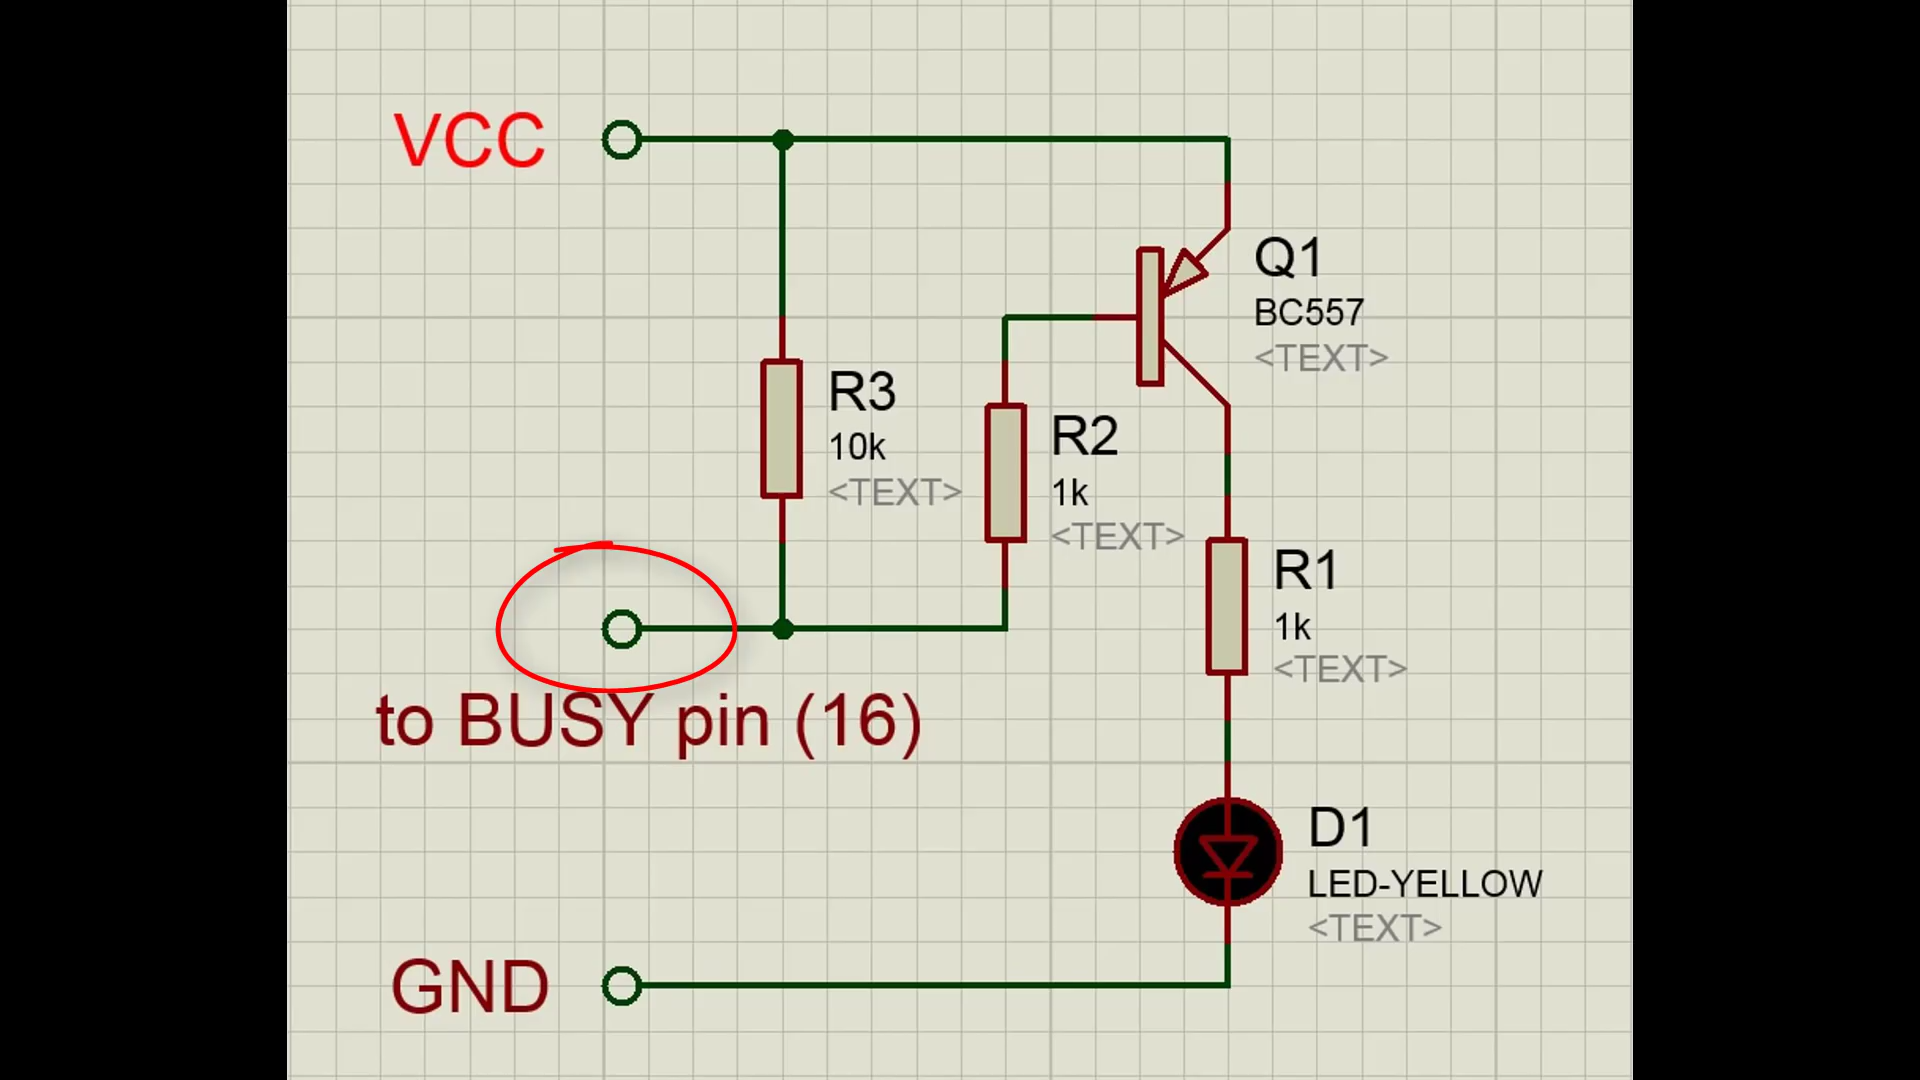 VCC
Q1
BC557
<TEXT>
R3
10k
<TEXT>
R2
1k
<TEXT>
R1
1k
<TEXT>
to BUSY pin (16)
D1
LED-YELLOW
<TEXT>
GND